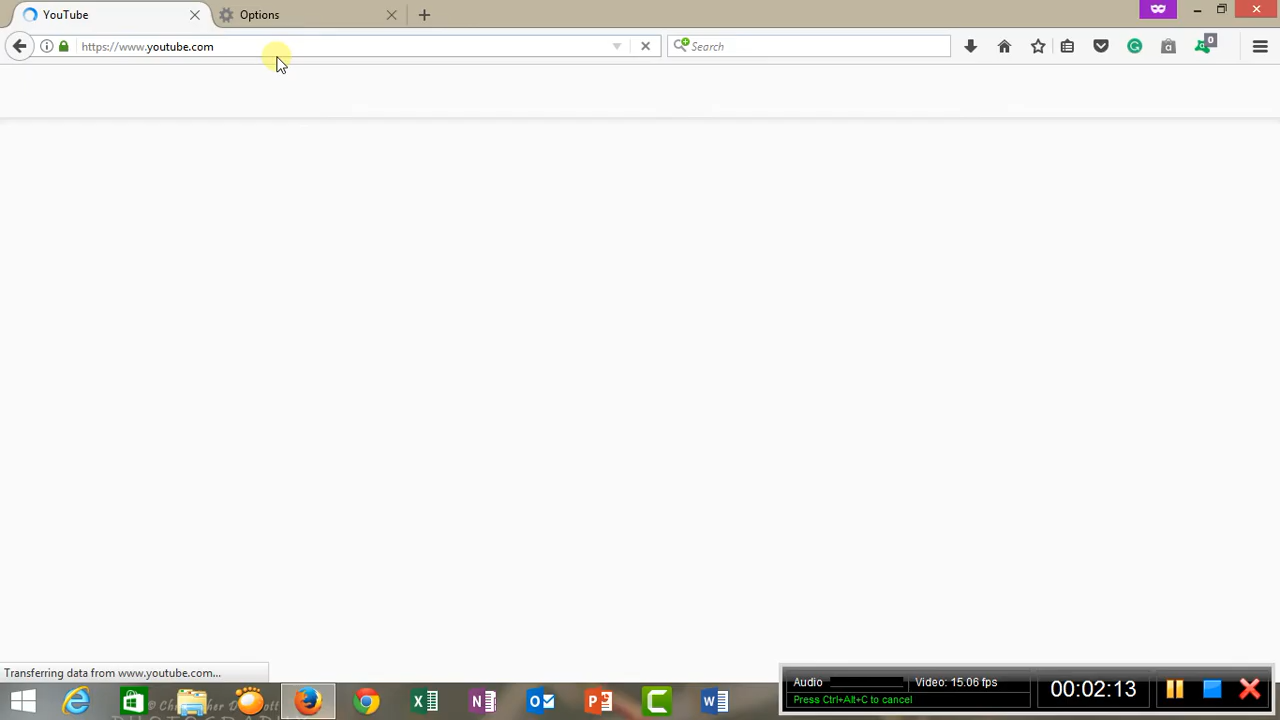 YouTube
Options
https://www.youtube.com
Search
0
Transferring data from www.youtube.com...
Audio
Video: 15.06 fps
Press Ctrl+Alt+C to cancel
00:02:13